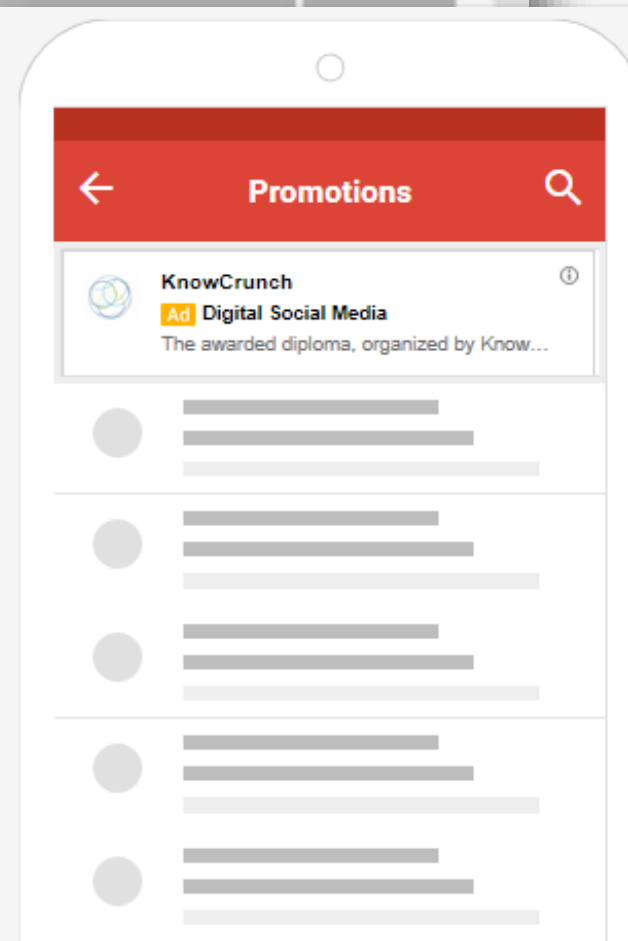 Promotions
KnowCrunch
Ad Digital Social Media
The awarded diploma, organized by Know...